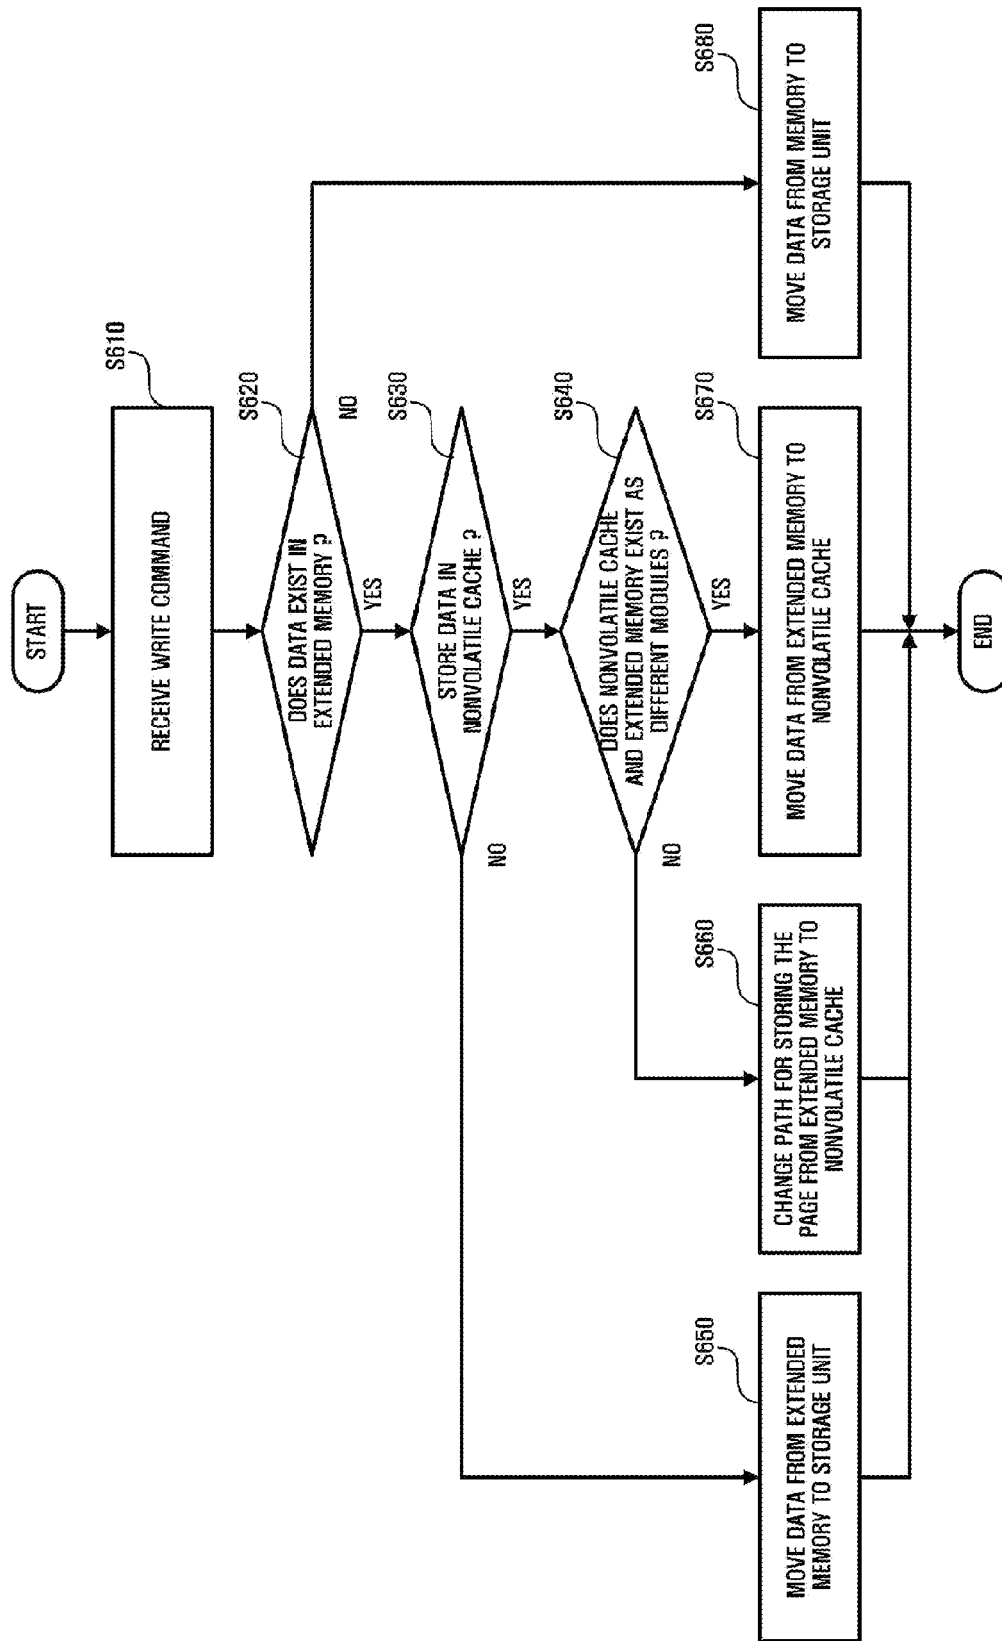 START
S610
RECEIVE WRITE COMMAND
S620
DOES DATA EXIST IN
EXTENDED MEMORY ?
NO
YES
S630
STORE DATA IN
NONVOLATILE CACHE ?
NO
YES
S640
DOES NONVOLATILE CACHE
AND EXTENDED MEMORY EXIST AS
DIFFERENT MODULES ?
NO
YES
S650
MOVE DATA FROM EXTENDED
MEMORY TO STORAGE UNIT
S660
CHANGE PATH FOR STORING THE
PAGE FROM EXTENDED MEMORY TO
NONVOLATILE CACHE
S670
MOVE DATA FROM EXTENDED MEMORY TO
NONVOLATILE CACHE
S680
MOVE DATA FROM MEMORY TO
STORAGE UNIT
END